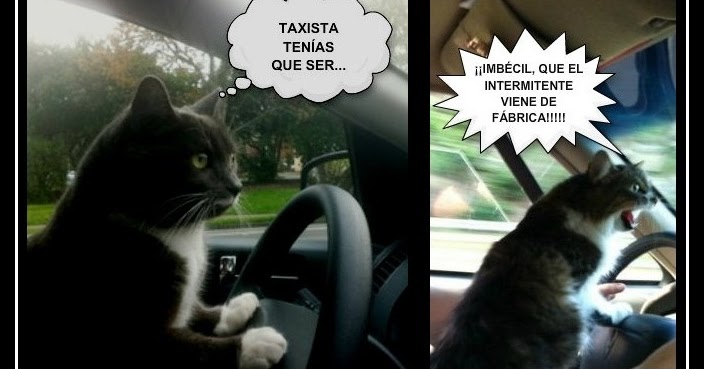 TAXISTA
TENÍAS
QUE SER...
¡¡IMBÉCIL, QUE EL
INTERMITENTE
VIENE DE
FÁBRICA!!!!!